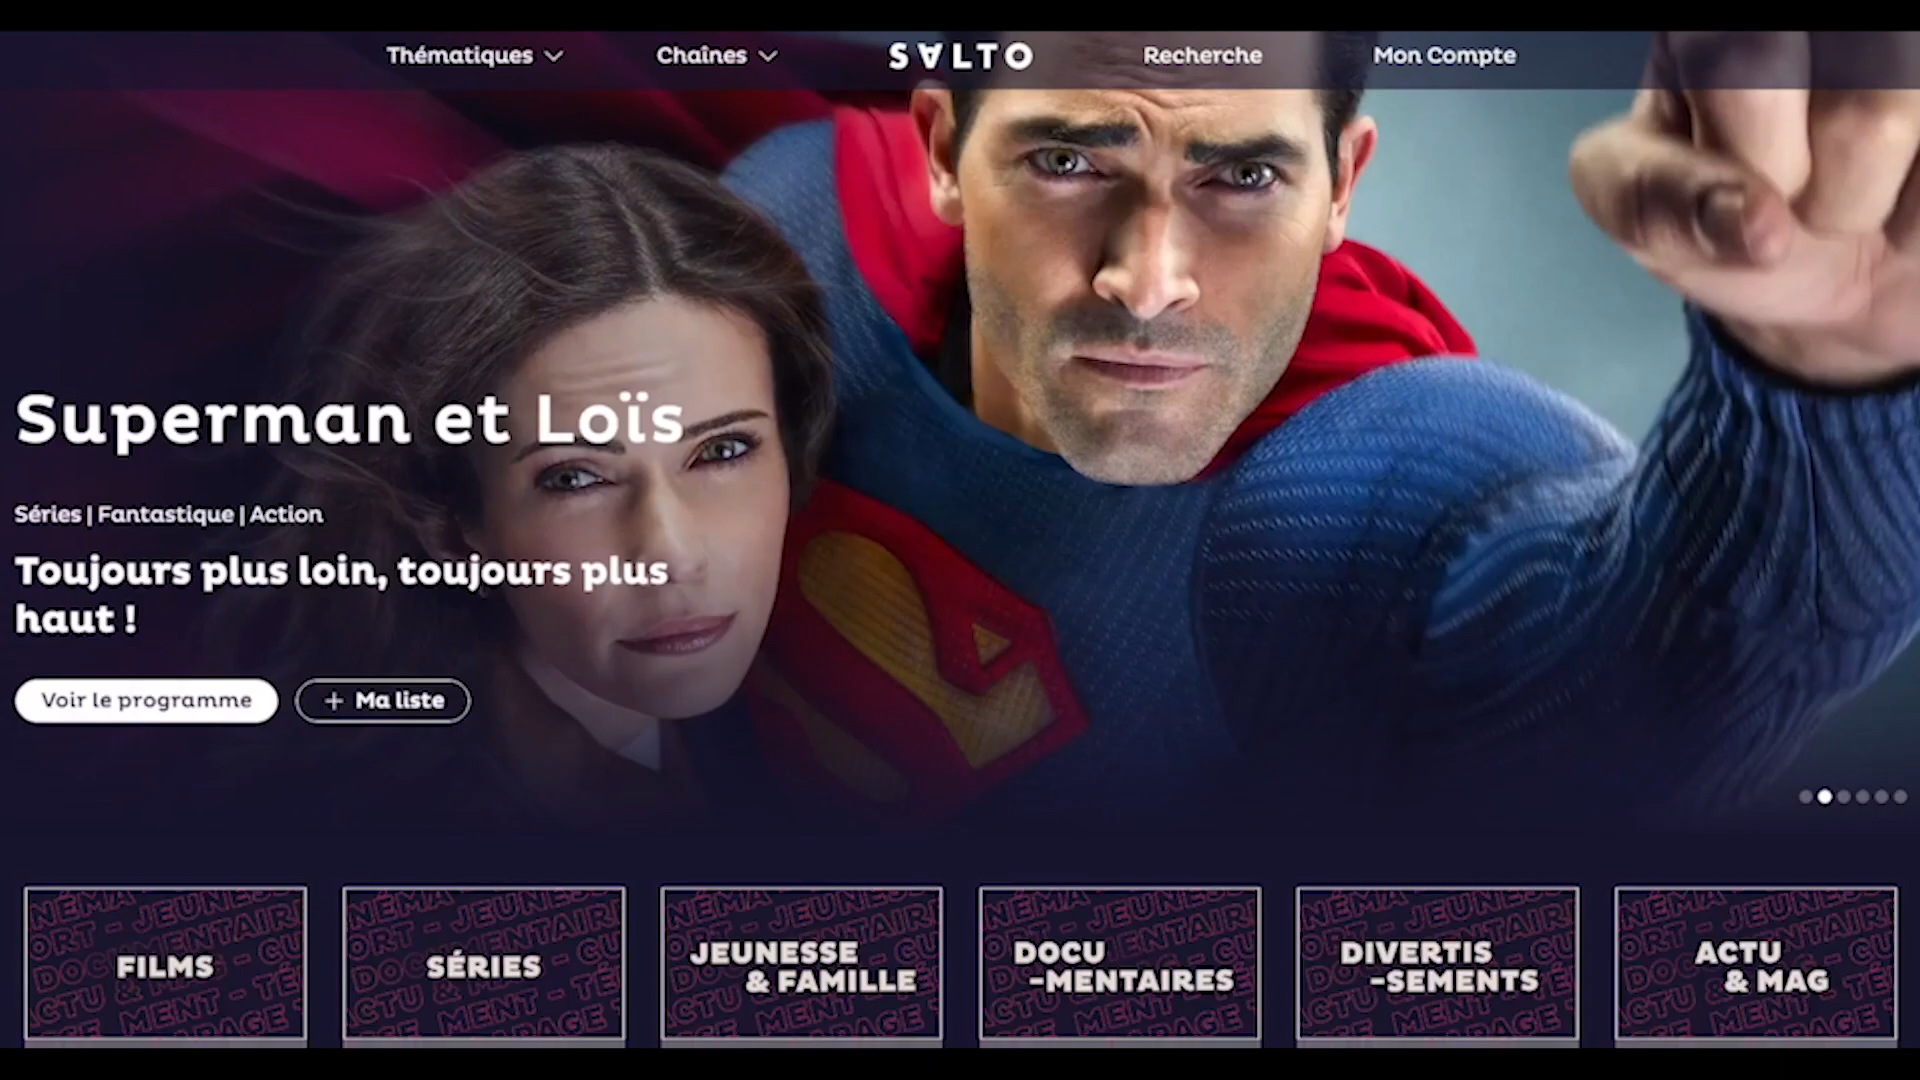 Thématiques
Chaînes
SALTO
Recherche
Mon Compte
Superman et Loïs
Séries | Fantastique | Action
Toujours plus loin, toujours plus
haut !
Voir le programme
+ Ma liste
FILMS
SÉRIES
JEUNESSE
& FAMILLE
DOCU
-MENTAIRES
DIVERTIS
-SEMENTS
ACTU
& MAG